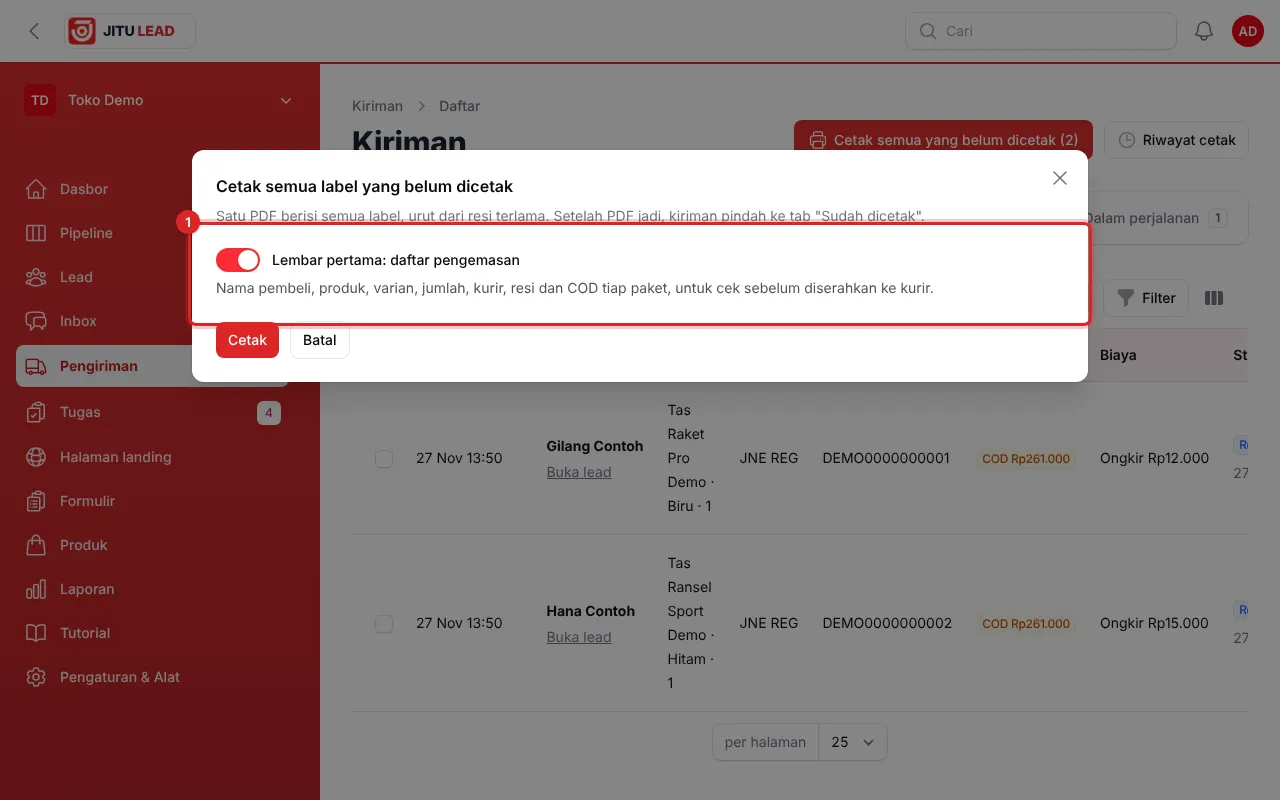 JITU LEAD
Cari
AD
TD
Toko Demo
Dasbor
Pipeline
Lead
Inbox
Pengiriman
Tugas
4
Halaman landing
Formulir
Produk
Laporan
Tutorial
Pengaturan & Alat
Kiriman
Daftar
Kiriman
Cetak semua yang belum dicetak (2)
Riwayat cetak
Dalam perjalanan 1
Cetak semua label yang belum dicetak
Satu PDF berisi semua label, urut dari resi terlama. Setelah PDF jadi, kiriman pindah ke tab "Sudah dicetak".
1
Lembar pertama: daftar pengemasan
Nama pembeli, produk, varian, jumlah, kurir, resi dan COD tiap paket, untuk cek sebelum diserahkan ke kurir.
Cetak
Batal
Filter
Biaya
St
27 Nov 13:50
Gilang Contoh
Buka lead
Tas
Raket
Pro
Demo ·
Biru · 1
JNE REG
DEMO0000000001
COD Rp261.000
Ongkir Rp12.000
27
27 Nov 13:50
Hana Contoh
Buka lead
Tas
Ransel
Sport
Demo ·
Hitam ·
1
JNE REG
DEMO0000000002
COD Rp261.000
Ongkir Rp15.000
27
per halaman
25